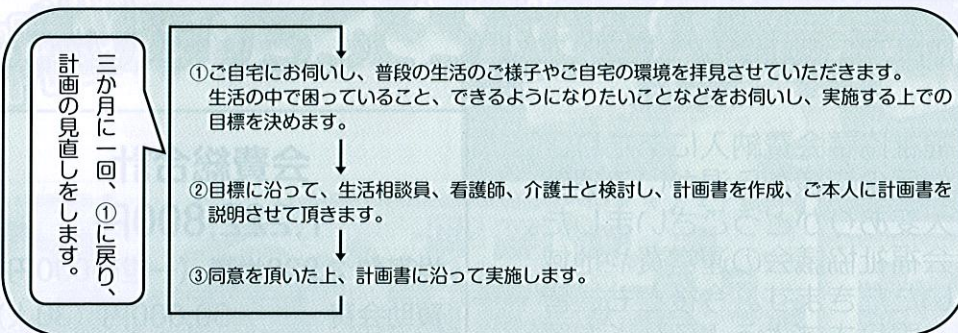 三か月に一回、①に戻り、
計画の見直しをします。
①ご自宅にお伺いし、普段の生活のご様子やご自宅の環境を拝見させていただきます。
生活の中で困っていること、できるようになりたいことなどをお伺いし、実施する上での
目標を決めます。
②目標に沿って、生活相談員、看護師、介護士と検討し、計画書を作成、ご本人に計画書を
説明させて頂きます。
③同意を頂いた上、計画書に沿って実施します。